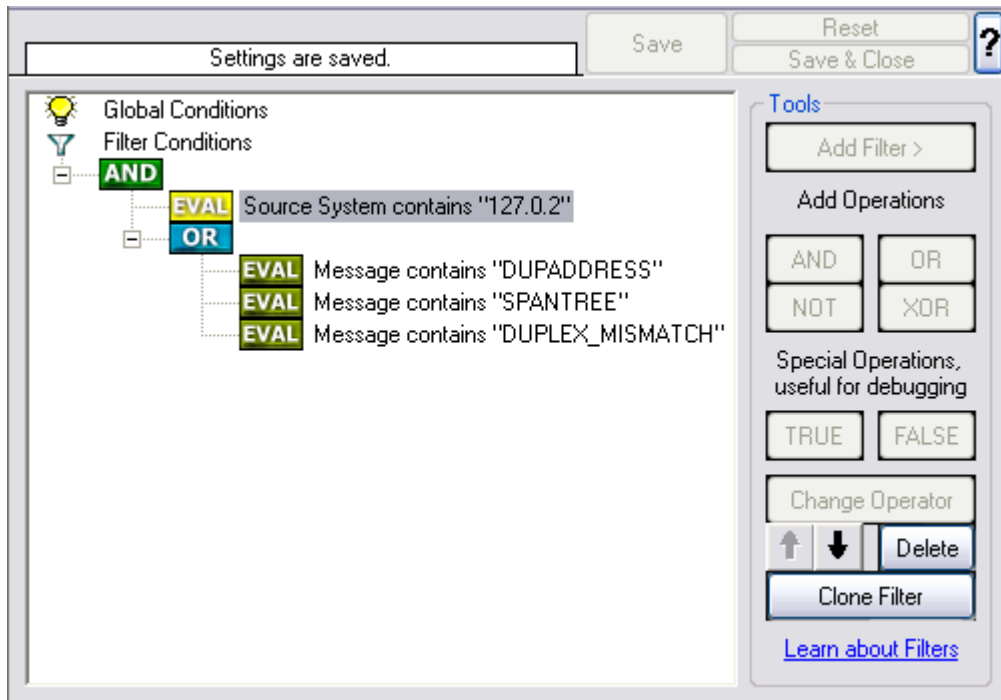 Settings are saved.
Save
Reset
Save & Close
?
Global Conditions
Filter Conditions
AND
EVAL Source System contains "127.0.2"
OR
EVAL Message contains "DUPADDRESS"
EVAL Message contains "SPANTREE"
EVAL Message contains "DUPLEX_MISMATCH"
Tools
Add Filter >
Add Operations
AND OR
NOT XOR
Special Operations,
useful for debugging
TRUE FALSE
Change Operator
Delete
Clone Filter
Learn about Filters